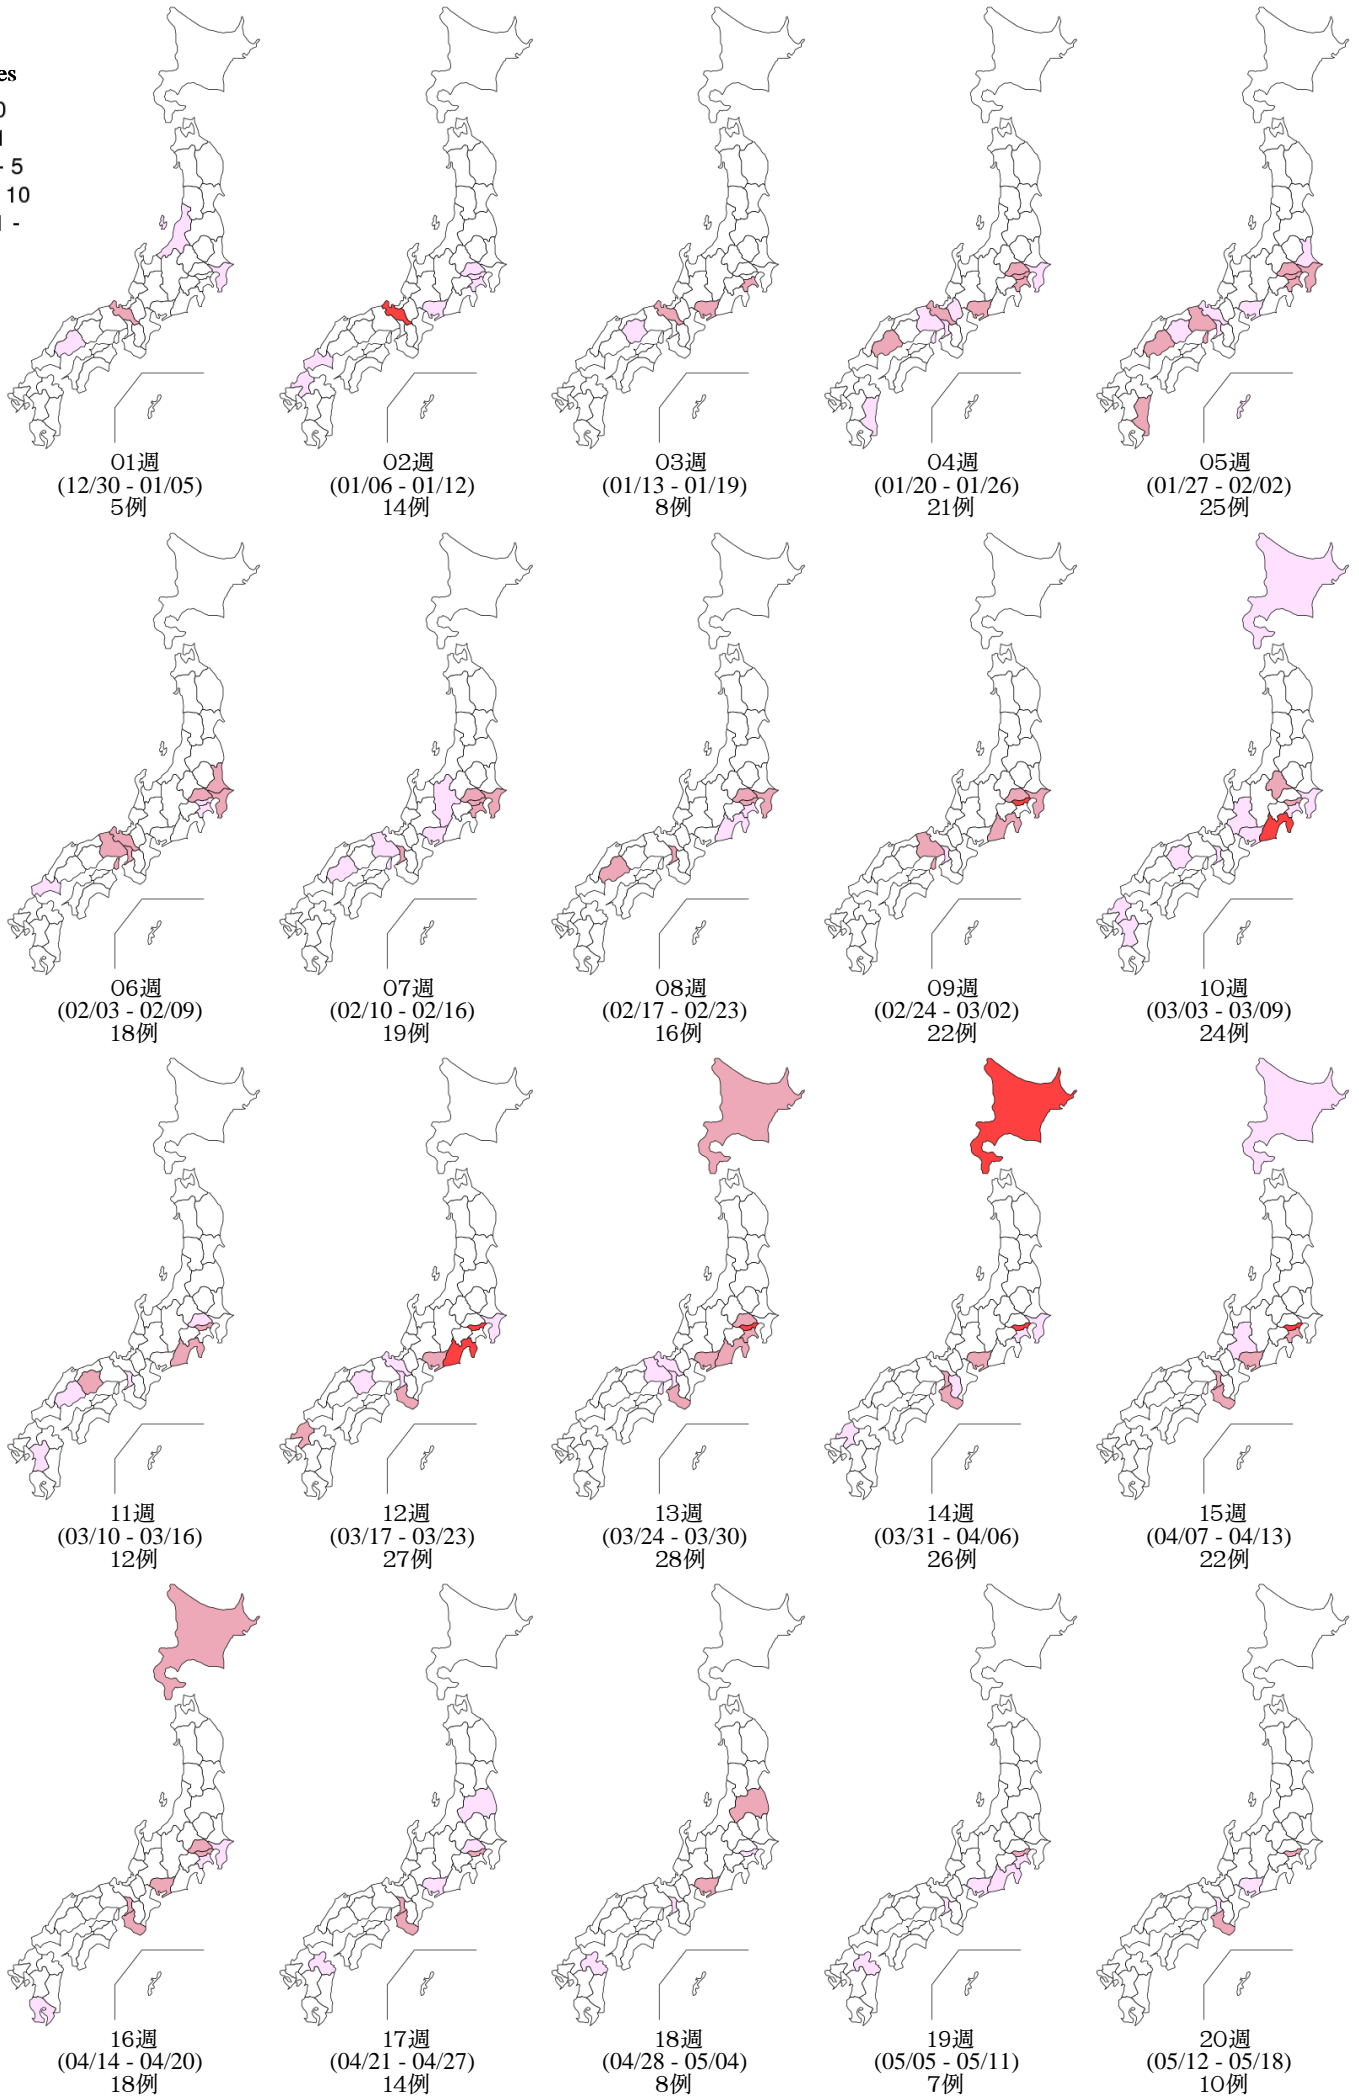 es
0
1
- 5
10
1 -
01週
(12/30 - 01/05)
5例
02週
(01/06 - 01/12)
14例
03週
(01/13 - 01/19)
8例
04週
(01/20 - 01/26)
21例
05週
(01/27 - 02/02)
25例
06週
(02/03 - 02/09)
18例
07週
(02/10 - 02/16)
19例
08週
(02/17 - 02/23)
16例
09週
(02/24 - 03/02)
22例
10週
(03/03 - 03/09)
24例
11週
(03/10 - 03/16)
12例
12週
(03/17 - 03/23)
27例
13週
(03/24 - 03/30)
28例
14週
(03/31 - 04/06)
26例
15週
(04/07 - 04/13)
22例
16週
(04/14 - 04/20)
18例
17週
(04/21 - 04/27)
14例
18週
(04/28 - 05/04)
8例
19週
(05/05 - 05/11)
7例
20週
(05/12 - 05/18)
10例